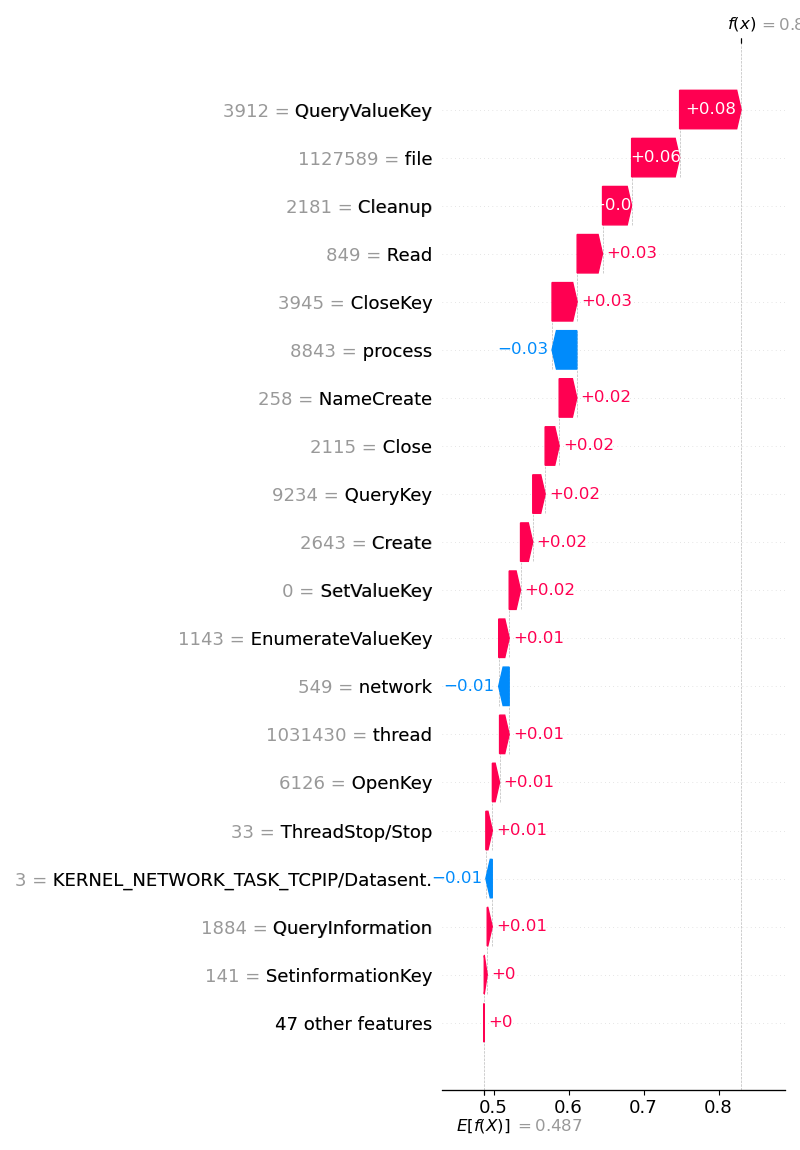 f(x) = 0.8
3912 = QueryValueKey +0.08
1127589 = file +0.06
2181 = Cleanup +0.0
849 = Read +0.03
3945 = CloseKey +0.03
8843 = process −0.03
258 = NameCreate +0.02
2115 = Close +0.02
9234 = QueryKey +0.02
2643 = Create +0.02
0 = SetValueKey +0.02
1143 = EnumerateValueKey +0.01
549 = network −0.01
1031430 = thread +0.01
6126 = OpenKey +0.01
33 = ThreadStop/Stop +0.01
3 = KERNEL_NETWORK_TASK_TCPIP/Datasent. −0.01
1884 = QueryInformation +0.01
141 = SetinformationKey +0
47 other features +0
0.5 0.6 0.7 0.8
E[f(X)] = 0.487